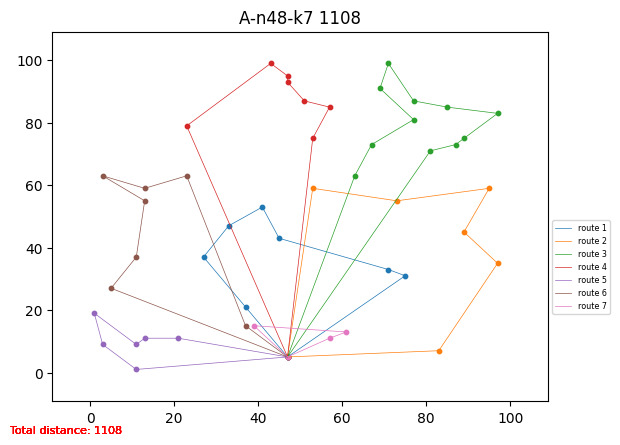 A-n48-k7 1108
100
80
60
40
20
0
0 20 40 60 80 100
route 1
route 2
route 3
route 4
route 5
route 6
route 7
Total distance: 1108